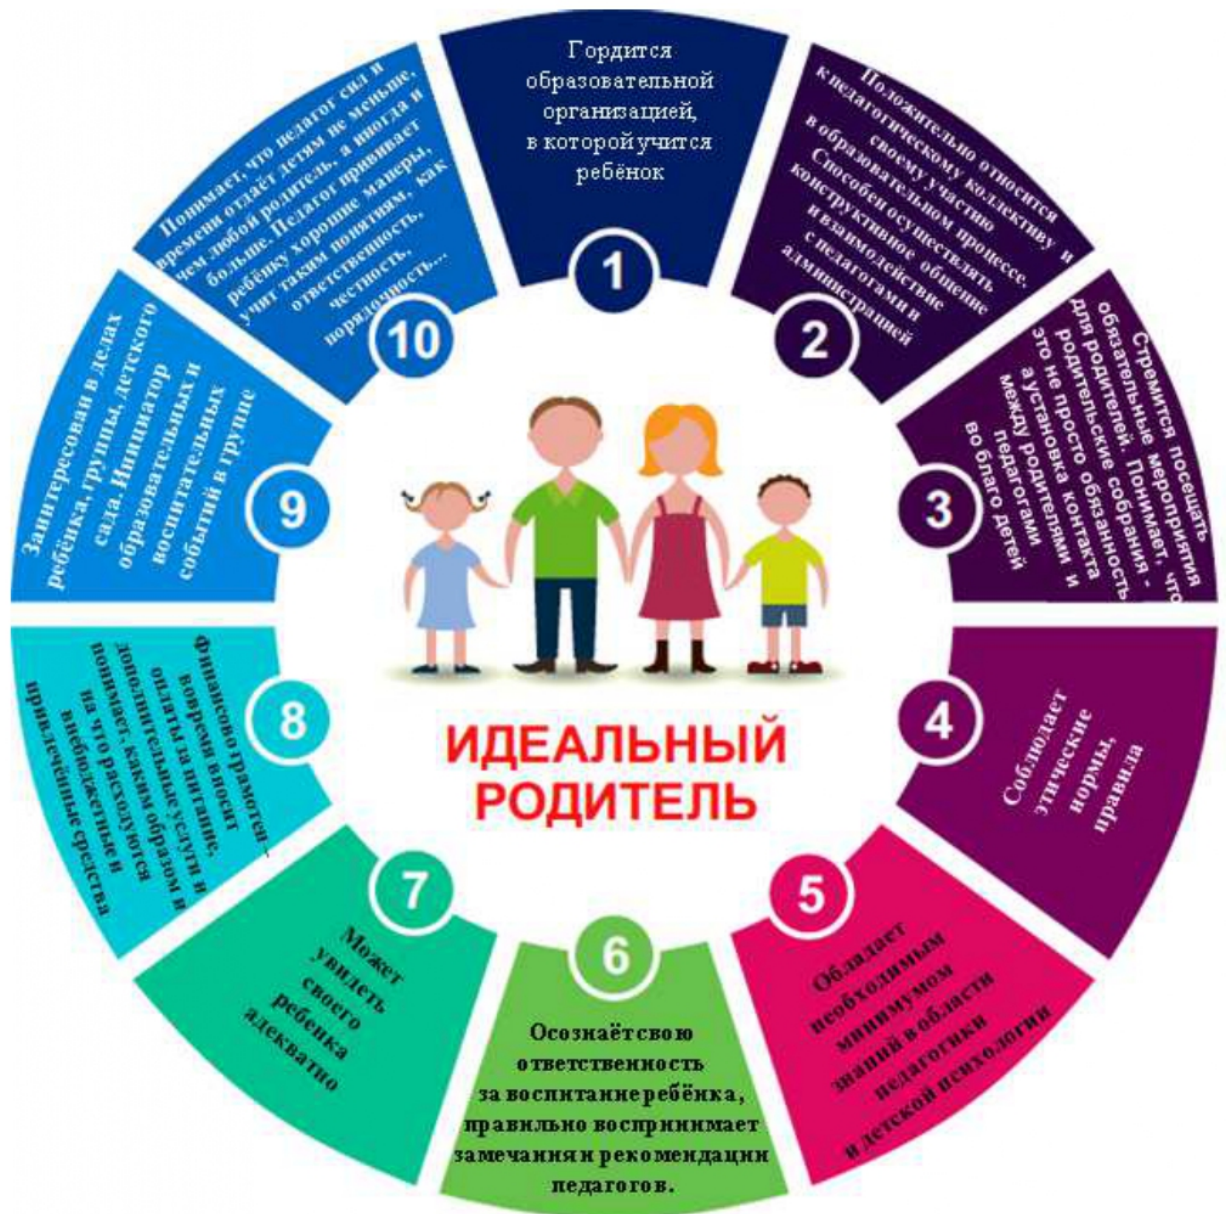 Гордится
образовательной
организацией,
в которой учится
ребёнок
1
Положительно относится
к педагогическому коллективу и
своему участию
в образовательном процессе.
Способен осуществлять
конструктивное общение
и взаимодействие
с педагогами и
администрацией
2
Стремится посещать
обязательные мероприятия
для родителей. Понимает, что
родительские собрания -
это не просто обязанность,
а установка контакта
между родителями и
педагогами
во благо детей
3
Соблюдает
этические
нормы,
правила
4
Обладает
необходимым
минимумом
знаний в области
педагогики
и детской психологии
5
Осознаёт свою
ответственность
за воспитание ребёнка,
правильно воспринимает
замечания и рекомендации
педагогов.
6
Может
увидеть
своего
ребенка
адекватно
7
Финансово грамотен –
вовремя вносит
оплаты за питание,
дополнительные услуги и
понимает, каким образом и
на что расходуются
внебюджетные и
привлечённые средства
8
Заинтересован в делах
ребёнка, группы, детского
сада. Инициатор
образовательных и
воспитательных
событий в группе
9
Понимает, что педагог сил и
времени отдаёт детям не меньше,
чем любой родитель, а иногда и
больше. Педагог прививает
ребёнку хорошие манеры,
учит таким понятиям, как
ответственность,
честность,
порядочность...
10
ИДЕАЛЬНЫЙ
РОДИТЕЛЬ